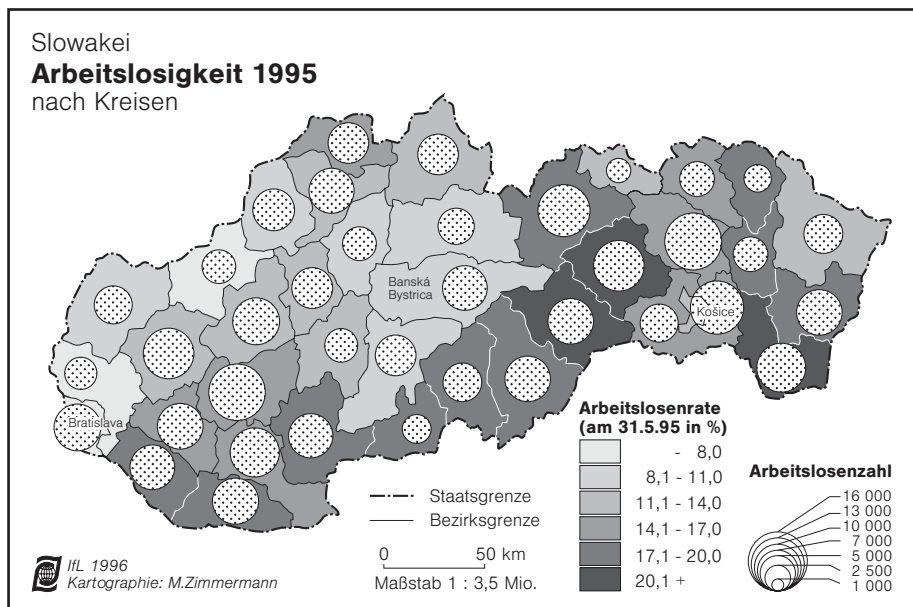 Slowakei
Arbeitslosigkeit 1995
nach Kreisen
Banská
Bystrica
Košice
Bratislava
Arbeitslosenrate
(am 31.5.95 in %)
- 8,0
8,1 - 11,0
11,1 - 14,0
14,1 - 17,0
17,1 - 20,0
20,1 +
Arbeitslosenzahl
16 000
13 000
10 000
7 000
5 000
2 500
1 000
Staatsgrenze
Bezirksgrenze
0 50 km
Maßstab 1 : 3,5 Mio.
IfL 1996
Kartographie: M.Zimmermann